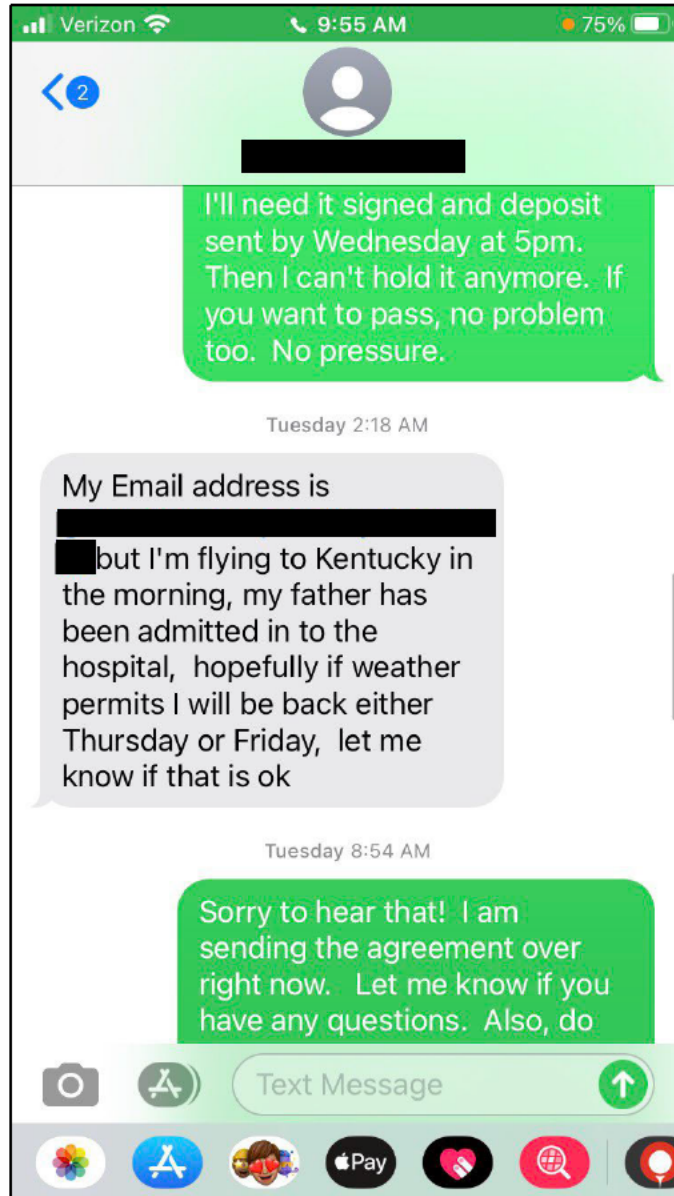 Verizon 9:55 AM 75%
2
I'll need it signed and deposit
sent by Wednesday at 5pm.
Then I can't hold it anymore.  If
you want to pass, no problem
too.  No pressure.
Tuesday 2:18 AM
My Email address is
but I'm flying to Kentucky in
the morning, my father has
been admitted in to the
hospital,  hopefully if weather
permits I will be back either
Thursday or Friday,  let me
know if that is ok
Tuesday 8:54 AM
Sorry to hear that!  I am
sending the agreement over
right now.   Let me know if you
have any questions.  Also, do
Text Message
Pay